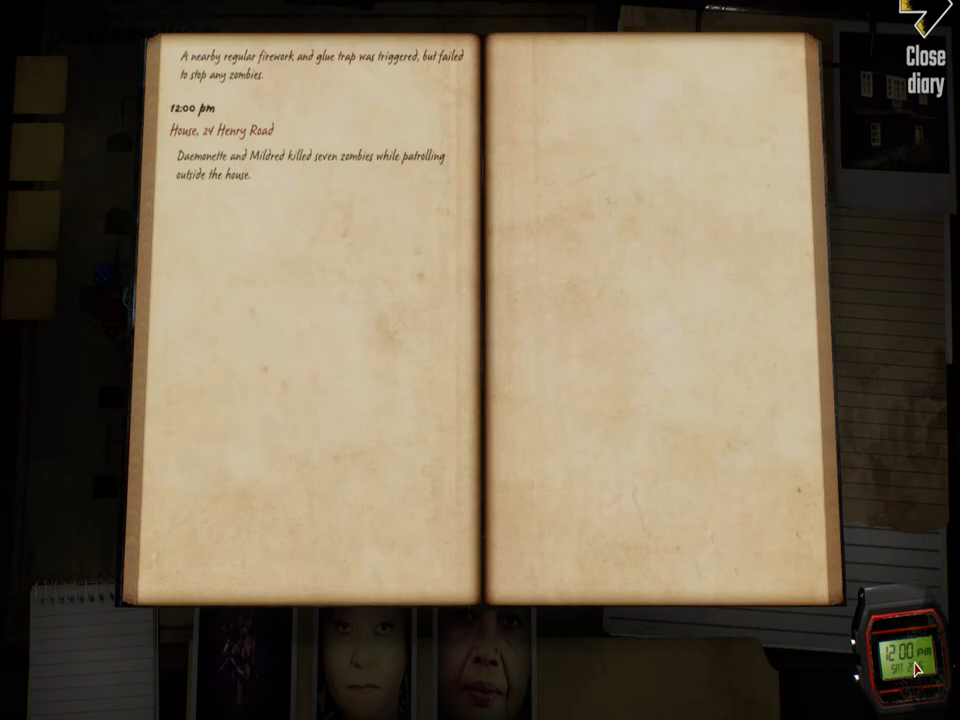 A nearby regular firework and glue trap was triggered, but failed
to stop any zombies.
12:00 pm
House, 24 Henry Road
Daemonette and Mildred killed seven zombies while patrolling
outside the house.
Close
diary
12:00 PM
SAT